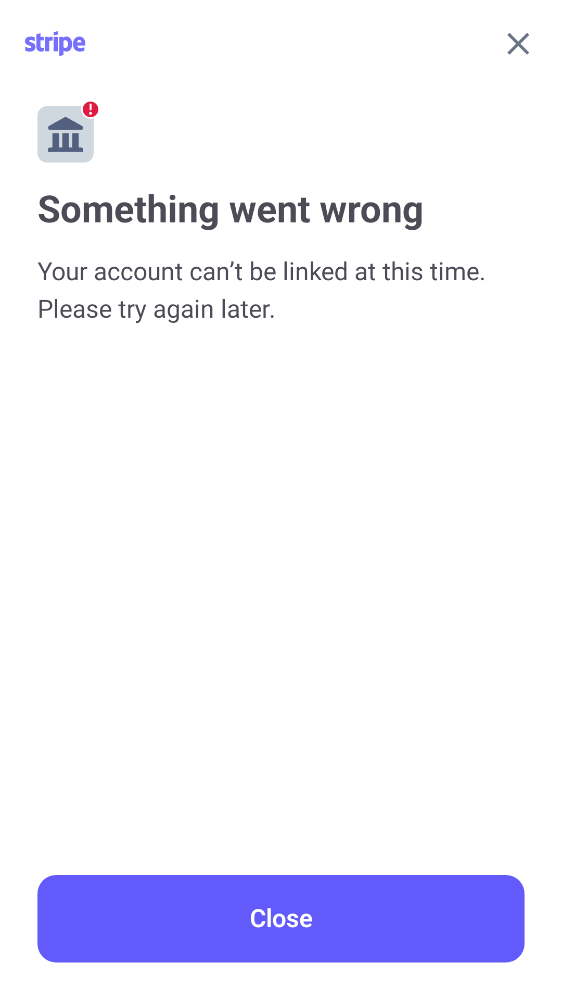 stripe
Something went wrong
Your account can’t be linked at this time.
Please try again later.
Close